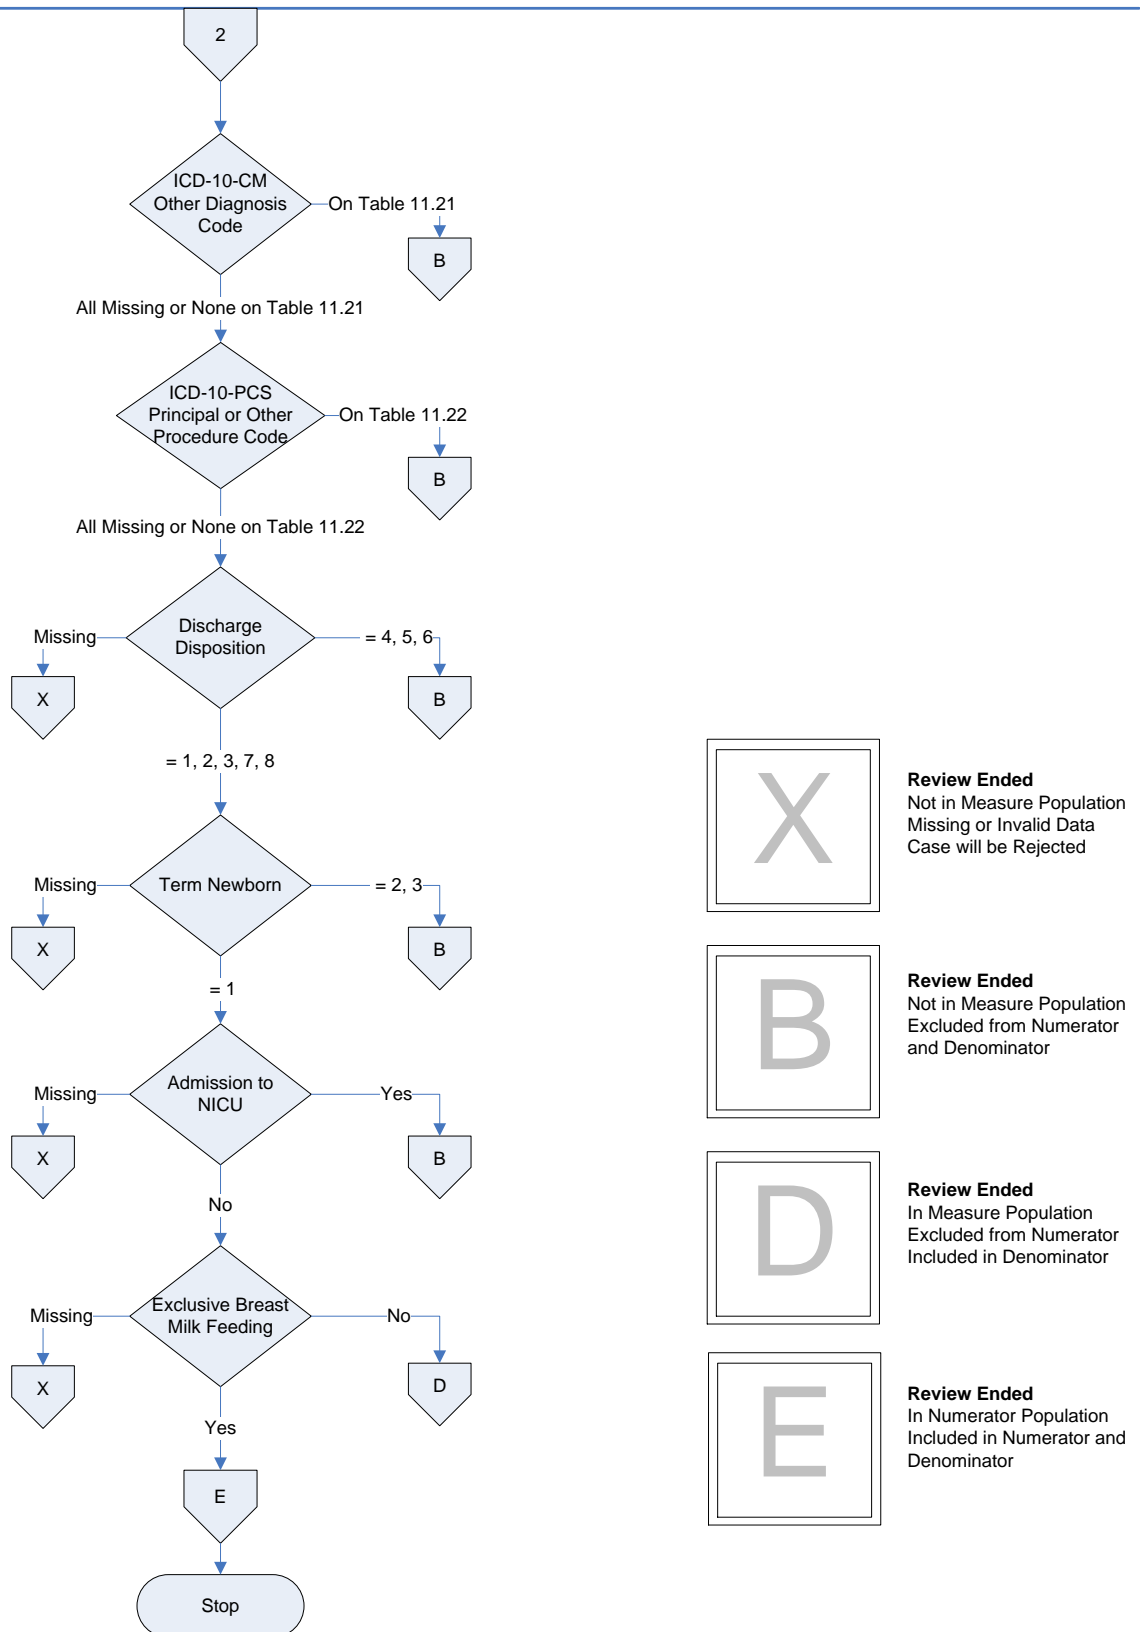 2
ICD-10-CM
Other Diagnosis
Code
On Table 11.21
B
All Missing or None on Table 11.21
ICD-10-PCS
Principal or Other
Procedure Code
On Table 11.22
B
All Missing or None on Table 11.22
Discharge
Disposition
Missing
= 4, 5, 6
X
B
= 1, 2, 3, 7, 8
Term Newborn
Missing
= 2, 3
X
B
= 1
Admission to
NICU
Missing
Yes
X
B
No
Exclusive Breast
Milk Feeding
Missing
No
X
D
Yes
E
Stop
X
Review Ended
Not in Measure Population
Missing or Invalid Data
Case will be Rejected
B
Review Ended
Not in Measure Population
Excluded from Numerator
and Denominator
D
Review Ended
In Measure Population
Excluded from Numerator
Included in Denominator
E
Review Ended
In Numerator Population
Included in Numerator and
Denominator